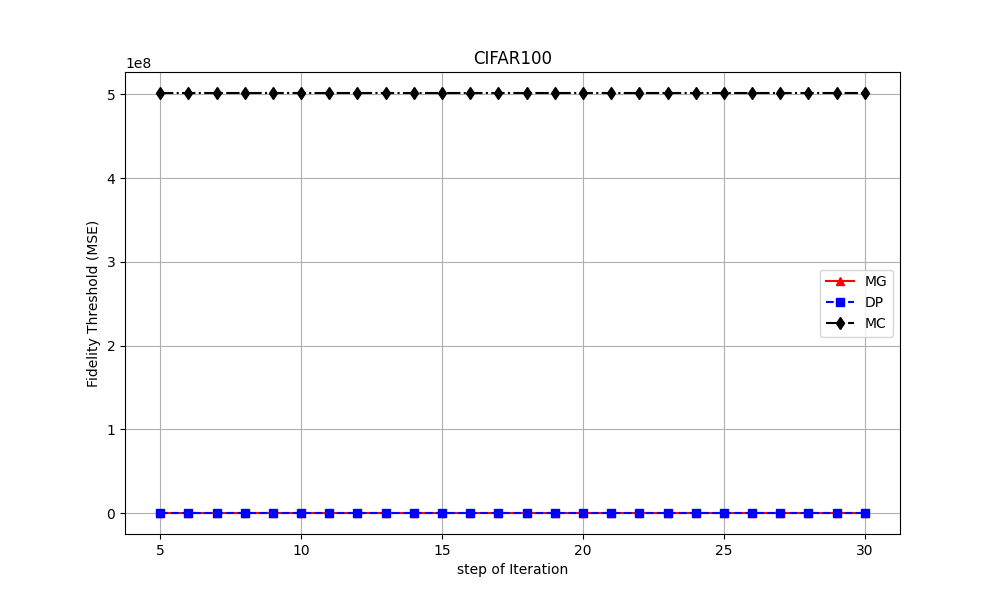 CIFAR100
1e8
5
4
3
2
1
0
Fidelity Threshold (MSE)
MG
DP
MC
5 10 15 20 25 30
step of Iteration